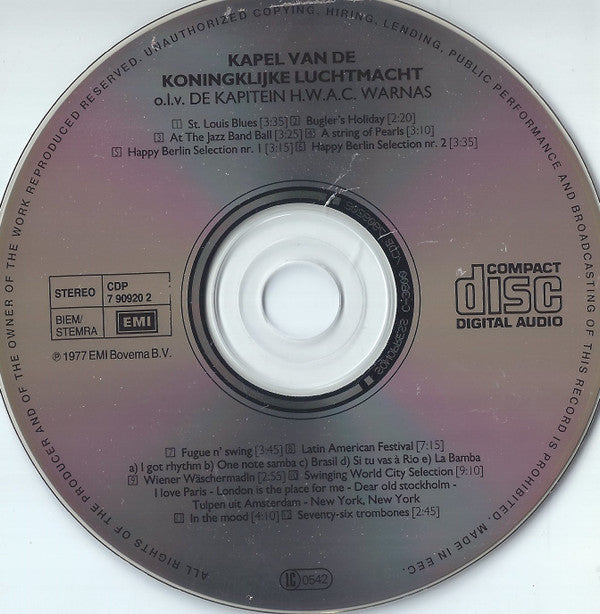 UNAUTHORIZED COPYING, HIRING, LENDING, PUBLIC PERFORMANCE AND BROADCASTING OF THIS RECORD IS PROHIBITED. MADE IN EEC.
ALL RIGHTS OF THE PRODUCER AND OF THE OWNER OF THE WORK REPRODUCED RESERVED.
KAPEL VAN DE
KONINGKLIJKE LUCHTMACHT
o.l.v. DE KAPITEIN H.W.A.C. WARNAS
1 St. Louis Blues [3:35] 2 Bugler's Holiday [2:20]
3 At The Jazz Band Ball [3:25] 4 A string of Pearls [3:10]
5 Happy Berlin Selection nr. 1 [3:15] 6 Happy Berlin Selection nr. 2 [3:35]
STEREO
CDP
7 90920 2
BIEM/
STEMRA
EMI
℗ 1977 EMI Bovema B.V.
COMPACT
disc
DIGITAL AUDIO
7 Fugue n' swing [3:45] 8 Latin American Festival [7:15]
a) I got rhythm b) One note samba c) Brasil d) Si tu vas à Rio e) La Bamba
9 Wiener Wäschermadln [2:55] 10 Swinging World City Selection [9:10]
I love Paris - London is the place for me - Dear old stockholm -
Tulpen uit Amsterdam - New York, New York
11 In the mood [4:10] 12 Seventy-six trombones [2:45]
LC 0542